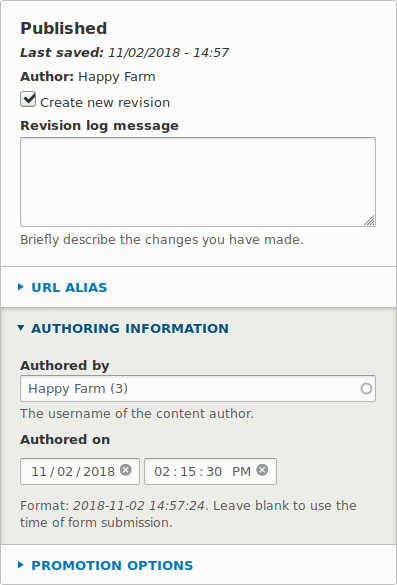 Published
Last saved: 11/02/2018 - 14:57
Author: Happy Farm
Create new revision
Revision log message
Briefly describe the changes you have made.
URL ALIAS
AUTHORING INFORMATION
Authored by
Happy Farm (3)
The username of the content author.
Authored on
11/02/2018 02:15:30 PM
Format: 2018-11-02 14:57:24. Leave blank to use the
time of form submission.
PROMOTION OPTIONS